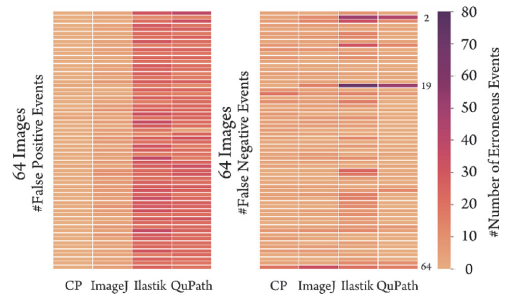 64 Images
#False Positive Events
CP ImageJ Ilastik QuPath
64 Images
#False Negative Events
2
19
64
CP ImageJ Ilastik QuPath
80
70
60
50
40
30
20
10
0
#Number of Erroneous Events